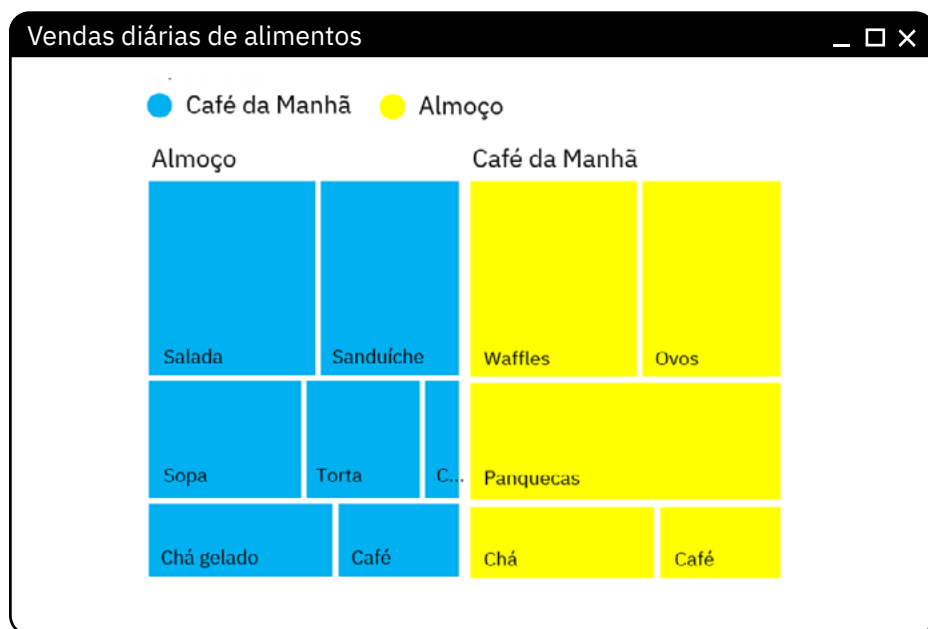 Vendas diárias de alimentos
Café da Manhã Almoço
Almoço Café da Manhã
Salada Sanduíche Waffles Ovos
Sopa Torta C... Panquecas
Chá gelado Café Chá Café